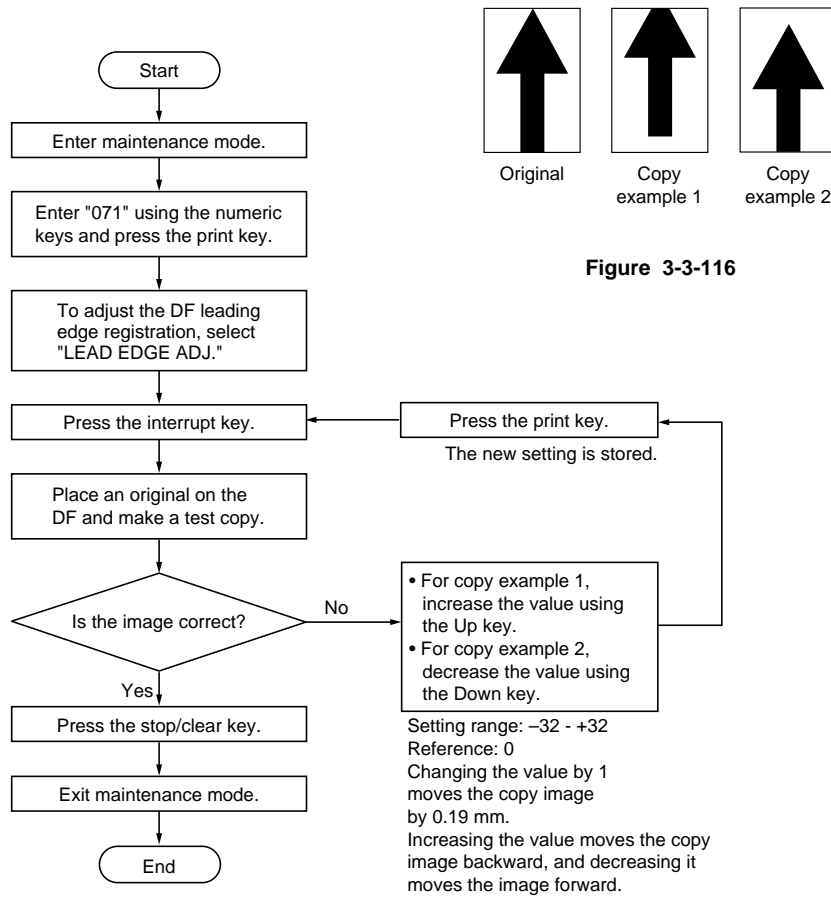 Start
Enter maintenance mode.
Enter "071" using the numeric
keys and press the print key.
To adjust the DF leading
edge registration, select
"LEAD EDGE ADJ."
Press the interrupt key.
Place an original on the
DF and make a test copy.
Is the image correct?
No
Yes
Press the stop/clear key.
Exit maintenance mode.
End
Original
Copy
example 1
Copy
example 2
Figure 3-3-116
Press the print key.
The new setting is stored.
• For copy example 1,
increase the value using
the Up key.
• For copy example 2,
decrease the value using
the Down key.
Setting range: –32 - +32
Reference: 0
Changing the value by 1
moves the copy image
by 0.19 mm.
Increasing the value moves the copy
image backward, and decreasing it
moves the image forward.